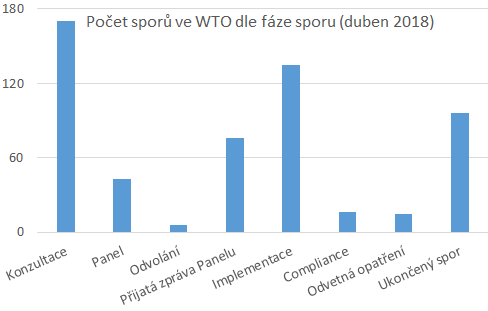 Počet sporů ve WTO dle fáze sporu (duben 2018)
180
120
60
0
Konzultace
Panel
Odvolání
Přijatá zpráva Panelu
Implementace
Compliance
Odvetná opatření
Ukončený spor